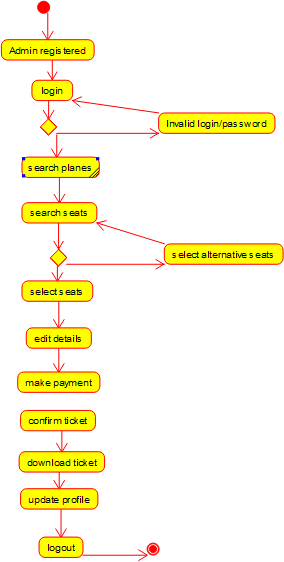 Admin registered
login
Invalid login/password
search planes
search seats
select alternative seats
select seats
edit details
make payment
confirm ticket
download ticket
update profile
logout